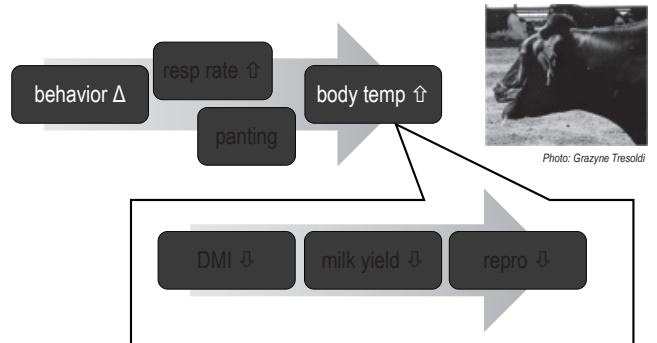 behavior Δ
resp rate ⇧
panting
body temp ⇧
Photo: Grazyne Tresoldi
DMI ⇩
milk yield ⇩
repro ⇩